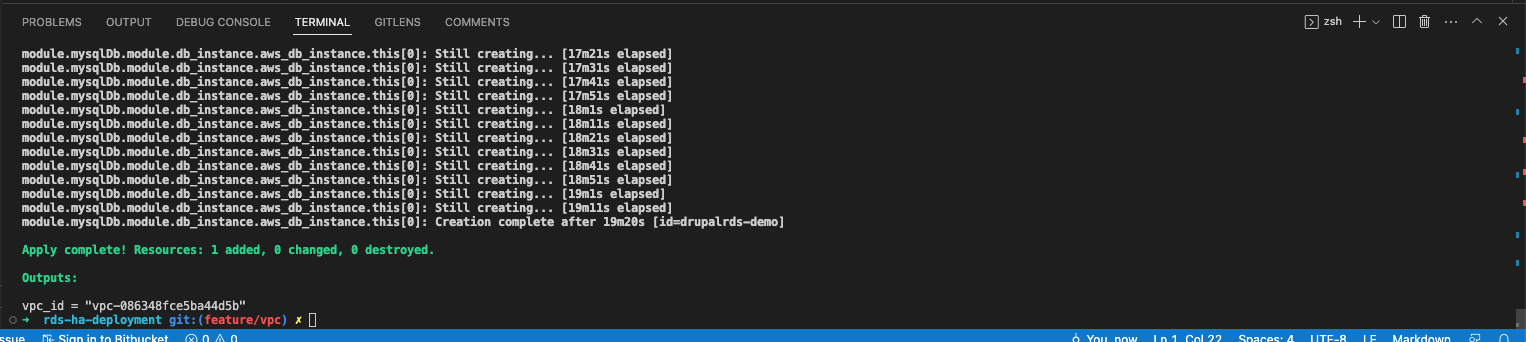 PROBLEMS OUTPUT DEBUG CONSOLE TERMINAL GITLENS COMMENTS zsh
module.mysqlDb.module.db_instance.aws_db_instance.this[0]: Still creating... [17m21s elapsed]
module.mysqlDb.module.db_instance.aws_db_instance.this[0]: Still creating... [17m31s elapsed]
module.mysqlDb.module.db_instance.aws_db_instance.this[0]: Still creating... [17m41s elapsed]
module.mysqlDb.module.db_instance.aws_db_instance.this[0]: Still creating... [17m51s elapsed]
module.mysqlDb.module.db_instance.aws_db_instance.this[0]: Still creating... [18m1s elapsed]
module.mysqlDb.module.db_instance.aws_db_instance.this[0]: Still creating... [18m11s elapsed]
module.mysqlDb.module.db_instance.aws_db_instance.this[0]: Still creating... [18m21s elapsed]
module.mysqlDb.module.db_instance.aws_db_instance.this[0]: Still creating... [18m31s elapsed]
module.mysqlDb.module.db_instance.aws_db_instance.this[0]: Still creating... [18m41s elapsed]
module.mysqlDb.module.db_instance.aws_db_instance.this[0]: Still creating... [18m51s elapsed]
module.mysqlDb.module.db_instance.aws_db_instance.this[0]: Still creating... [19m1s elapsed]
module.mysqlDb.module.db_instance.aws_db_instance.this[0]: Still creating... [19m11s elapsed]
module.mysqlDb.module.db_instance.aws_db_instance.this[0]: Creation complete after 19m20s [id=drupalrds-demo]
Apply complete! Resources: 1 added, 0 changed, 0 destroyed.
Outputs:
vpc_id = "vpc-086348fce5ba44d5b"
➜ rds-ha-deployment git:(feature/vpc) ✗
ssue Sign in to Bitbucket 0 0 You, now Ln 1, Col 22 Spaces: 4 UTF-8 LF Markdown